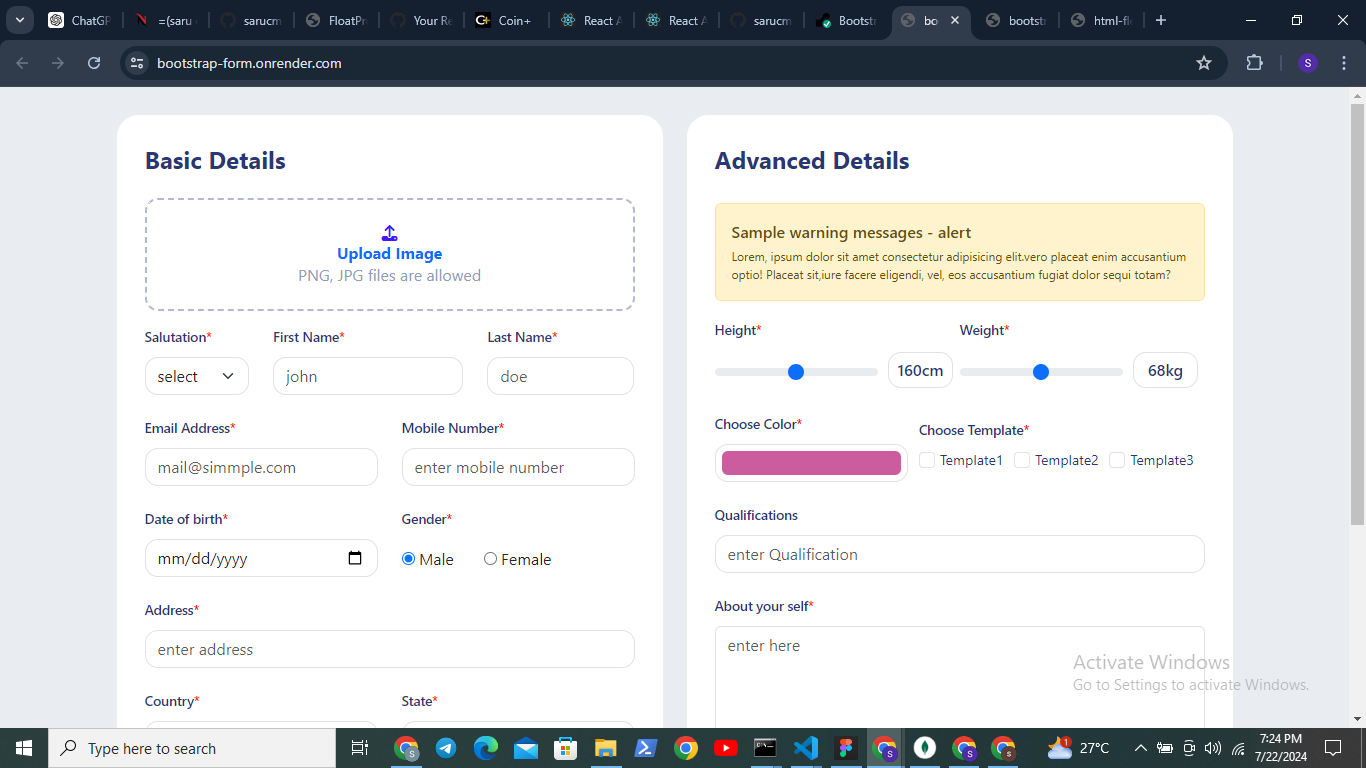 ChatGP
=(saru
sarucm
FloatPr
Your Re
Coin+
React A
React A
sarucm
Bootst
bo
bootst
html-fl
bootstrap-form.onrender.com
S
Basic Details
Upload Image
PNG, JPG files are allowed
Salutation*
First Name*
Last Name*
select
john
doe
Email Address*
Mobile Number*
mail@simmple.com
enter mobile number
Date of birth*
Gender*
mm/dd/yyyy
Male
Female
Address*
enter address
Country*
State*
Advanced Details
Sample warning messages - alert
Lorem, ipsum dolor sit amet consectetur adipisicing elit.vero placeat enim accusantium
optio! Placeat sit,iure facere eligendi, vel, eos accusantium fugiat dolor sequi totam?
Height*
Weight*
160cm
68kg
Choose Color*
Choose Template*
Template1
Template2
Template3
Qualifications
enter Qualification
About your self*
enter here
Activate Windows
Go to Settings to activate Windows.
Type here to search
1
27°C
7:24 PM
7/22/2024